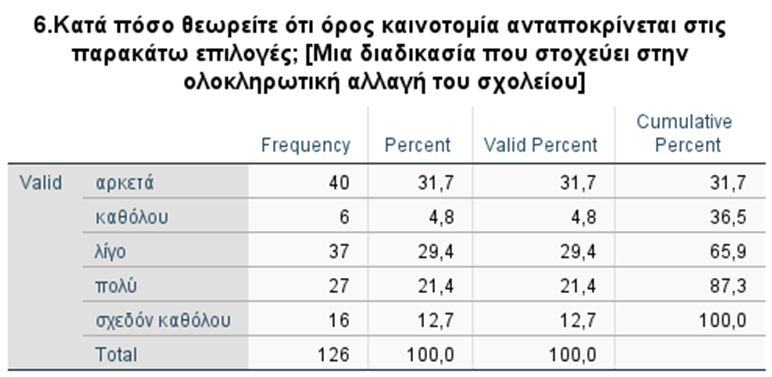 6.Κατά πόσο θεωρείτε ότι όρος καινοτομία ανταποκρίνεται στις
παρακάτω επιλογές; [Μια διαδικασία που στοχεύει στην
ολοκληρωτική αλλαγή του σχολείου]
Frequency Percent Valid Percent Cumulative Percent
Valid αρκετά 40 31,7 31,7 31,7
καθόλου 6 4,8 4,8 36,5
λίγο 37 29,4 29,4 65,9
πολύ 27 21,4 21,4 87,3
σχεδόν καθόλου 16 12,7 12,7 100,0
Total 126 100,0 100,0